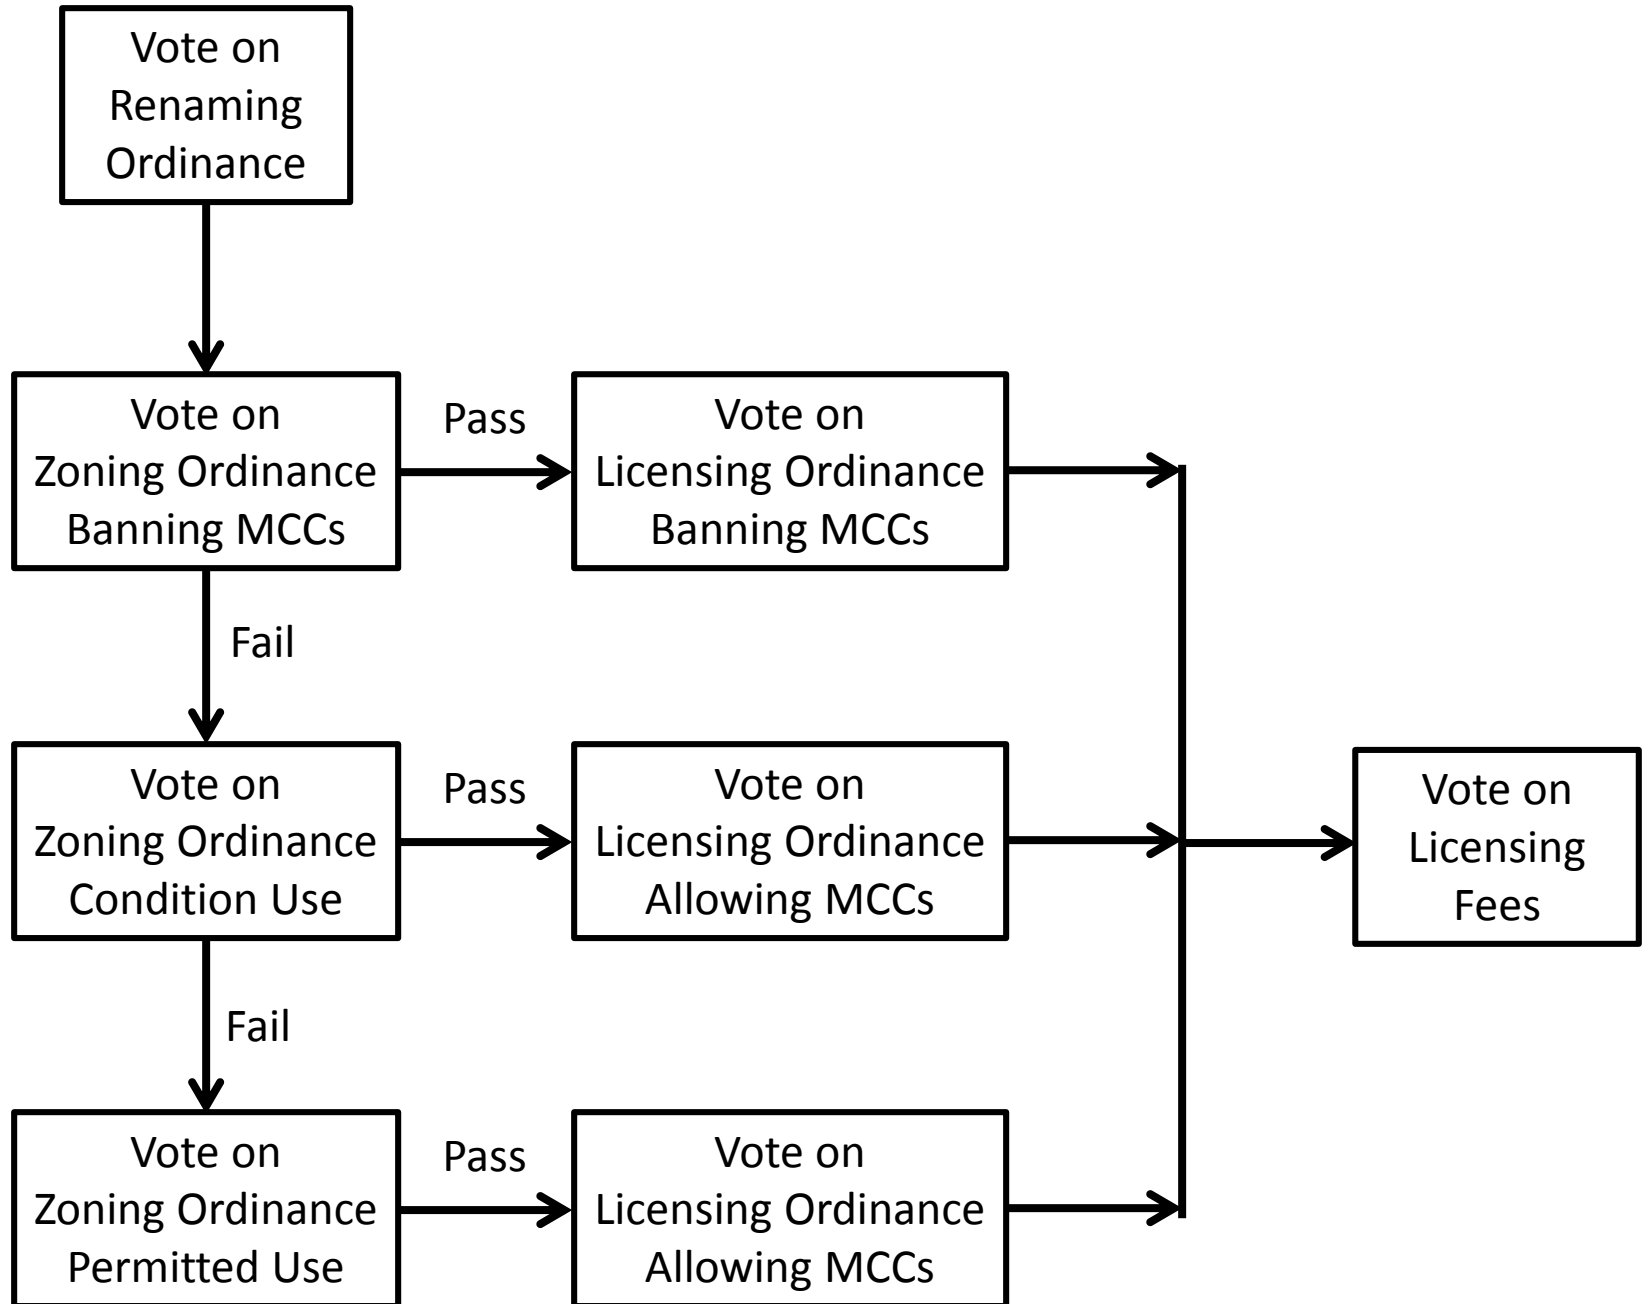 Vote on
Renaming
Ordinance
Vote on
Zoning Ordinance
Banning MCCs
Pass
Vote on
Licensing Ordinance
Banning MCCs
Fail
Vote on
Zoning Ordinance
Condition Use
Pass
Vote on
Licensing Ordinance
Allowing MCCs
Vote on
Licensing
Fees
Fail
Vote on
Zoning Ordinance
Permitted Use
Pass
Vote on
Licensing Ordinance
Allowing MCCs